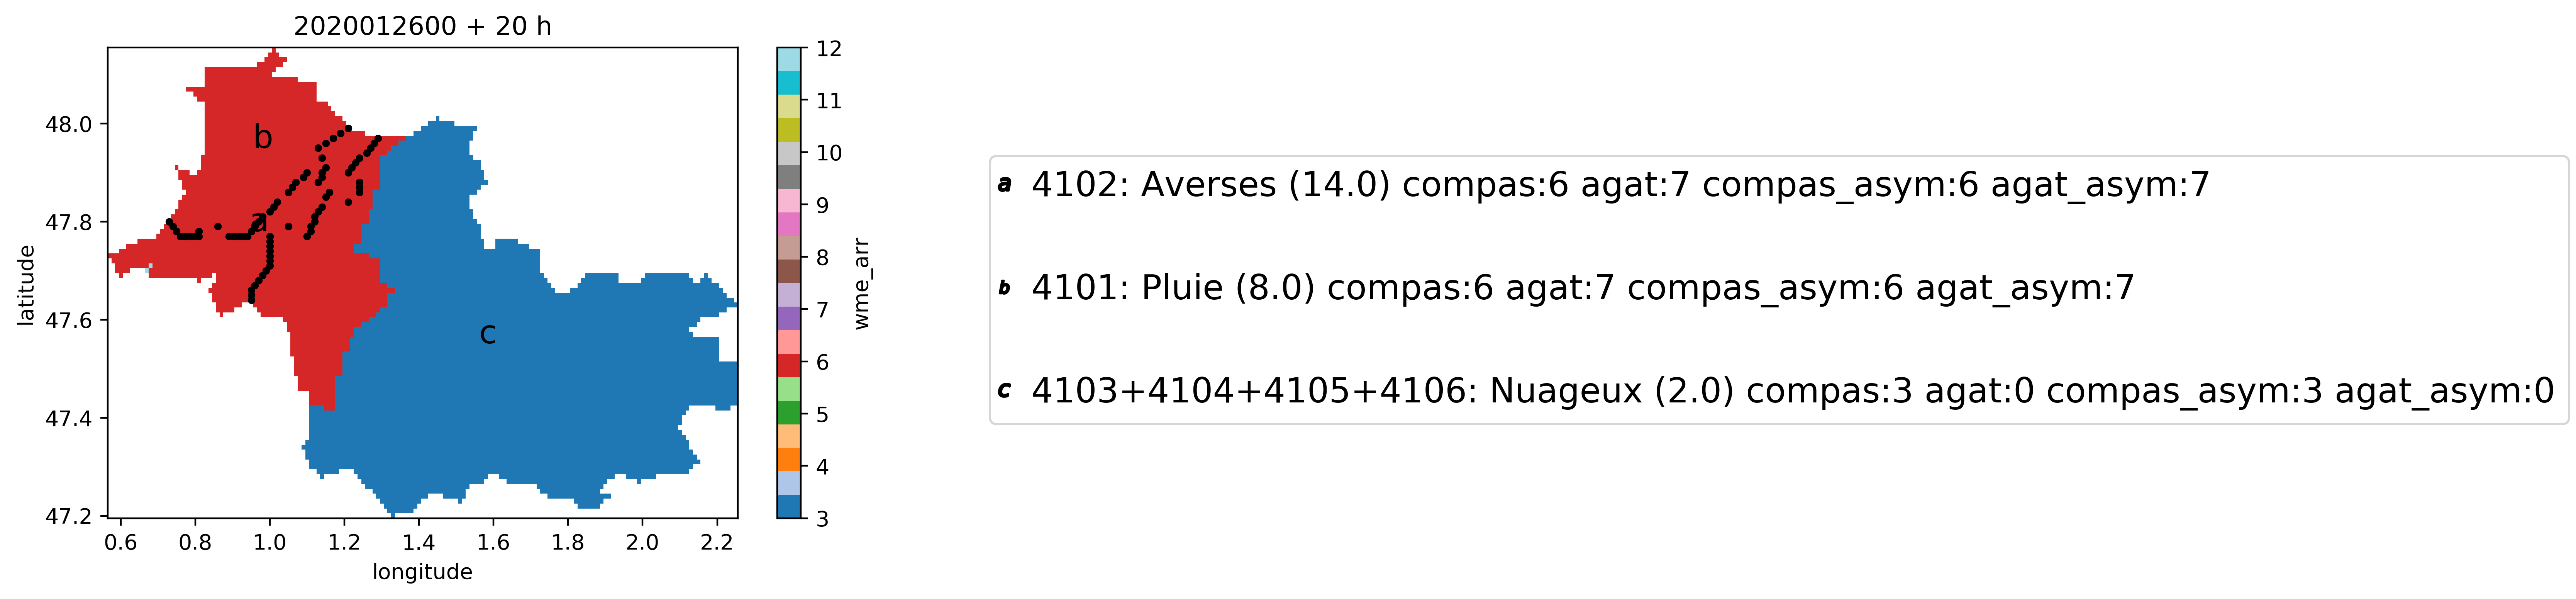 2020012600 + 20 h
48.0
47.8
47.6
47.4
47.2
latitude
0.6 0.8 1.0 1.2 1.4 1.6 1.8 2.0 2.2
longitude
b
a
c
12
11
10
9
8
7
6
5
4
3
wme_arr
a 4102: Averses (14.0) compas:6 agat:7 compas_asym:6 agat_asym:7
b 4101: Pluie (8.0) compas:6 agat:7 compas_asym:6 agat_asym:7
c 4103+4104+4105+4106: Nuageux (2.0) compas:3 agat:0 compas_asym:3 agat_asym:0